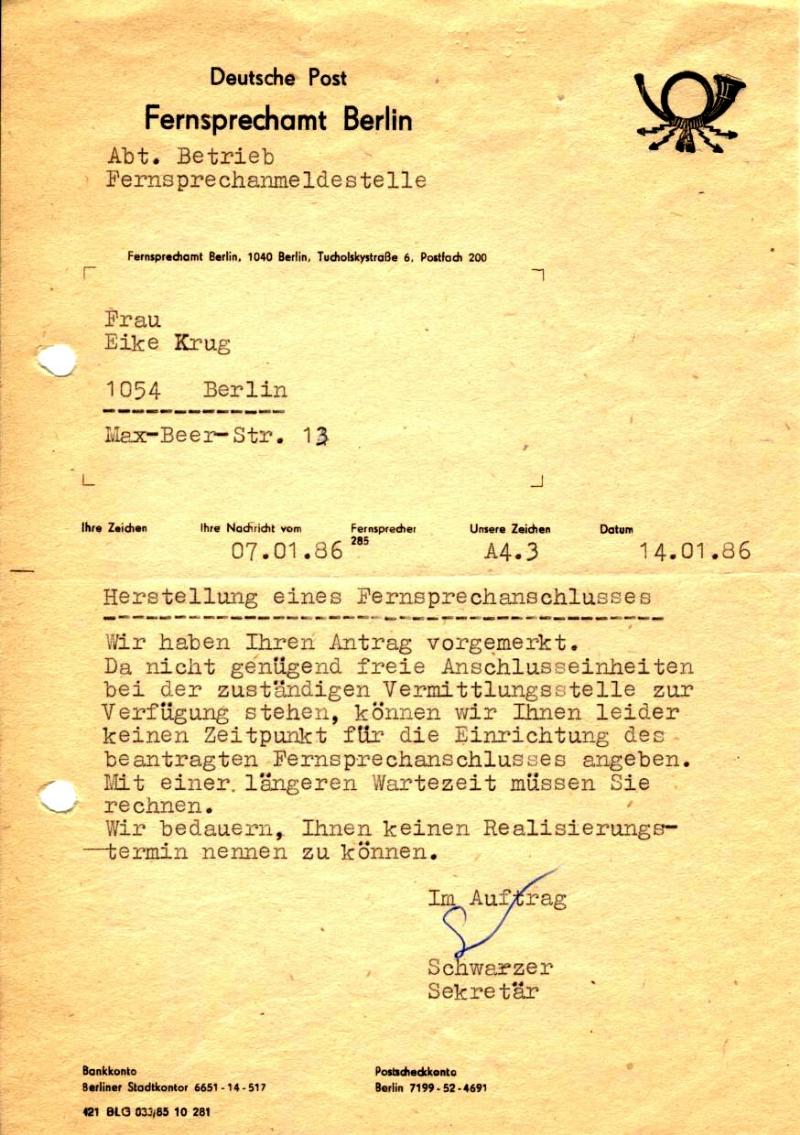 Deutsche Post
Fernsprechamt Berlin
Abt. Betrieb
Fernsprechanmeldestelle
Fernsprechamt Berlin, 1040 Berlin, Tucholskystraße 6, Postfach 200
Frau
Eike Krug
1054 Berlin
Max-Beer-Str. 13
Ihre Zeichen Ihre Nachricht vom Fernsprecher Unsere Zeichen Datum
07.01.86 285 A4.3 14.01.86
Herstellung eines Fernsprechanschlusses
Wir haben Ihren Antrag vorgemerkt.
Da nicht genügend freie Anschlusseinheiten
bei der zuständigen Vermittlungsstelle zur
Verfügung stehen, können wir Ihnen leider
keinen Zeitpunkt für die Einrichtung des
beantragten Fernsprechanschlusses angeben.
Mit einer längeren Wartezeit müssen Sie
rechnen.
Wir bedauern, Ihnen keinen Realisierungs-
termin nennen zu können.
Im Auftrag
Schwarzer
Sekretär
Bankkonto Postscheckkonto
Berliner Stadtkontor 6651-14-517 Berlin 7199-52-4691
421 BLG 033/85 10 281